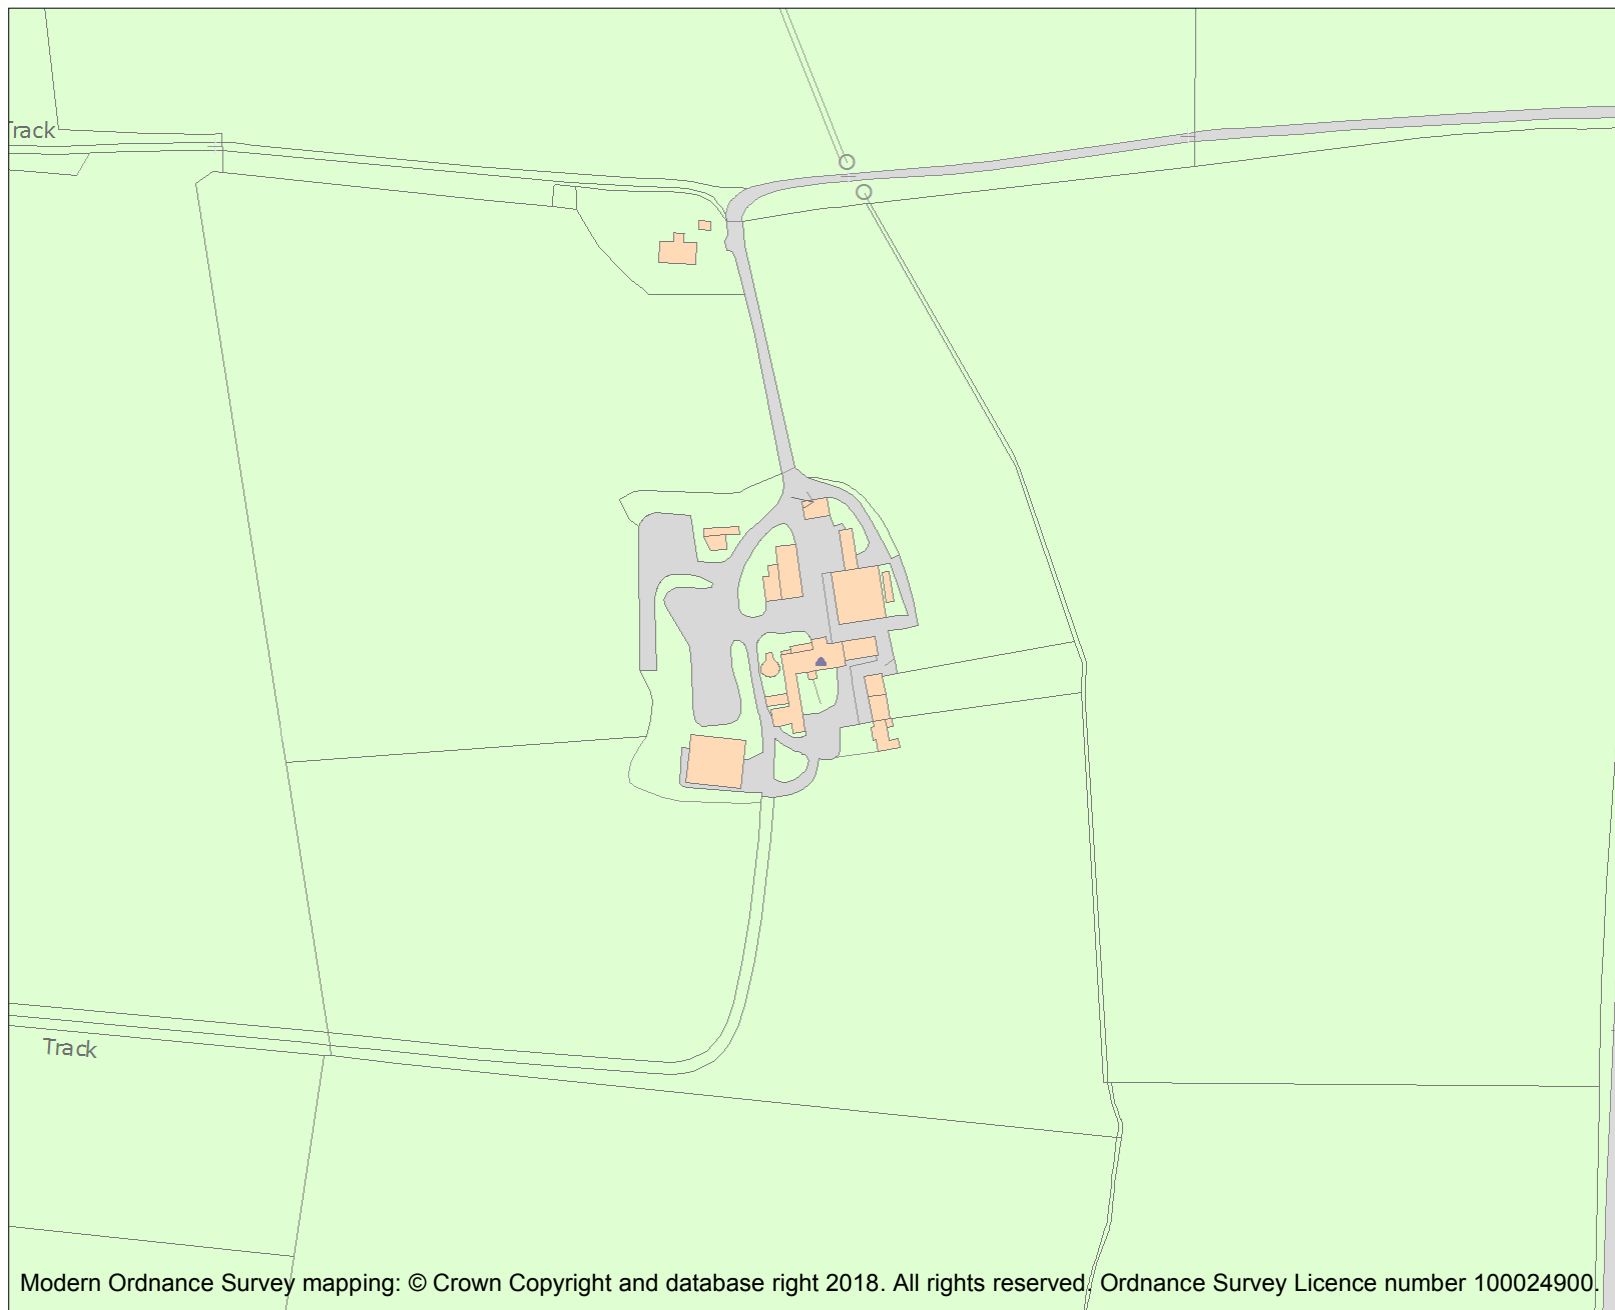 Track
Track
Modern Ordnance Survey mapping: © Crown Copyright and database right 2018. All rights reserved. Ordnance Survey Licence number 100024900.